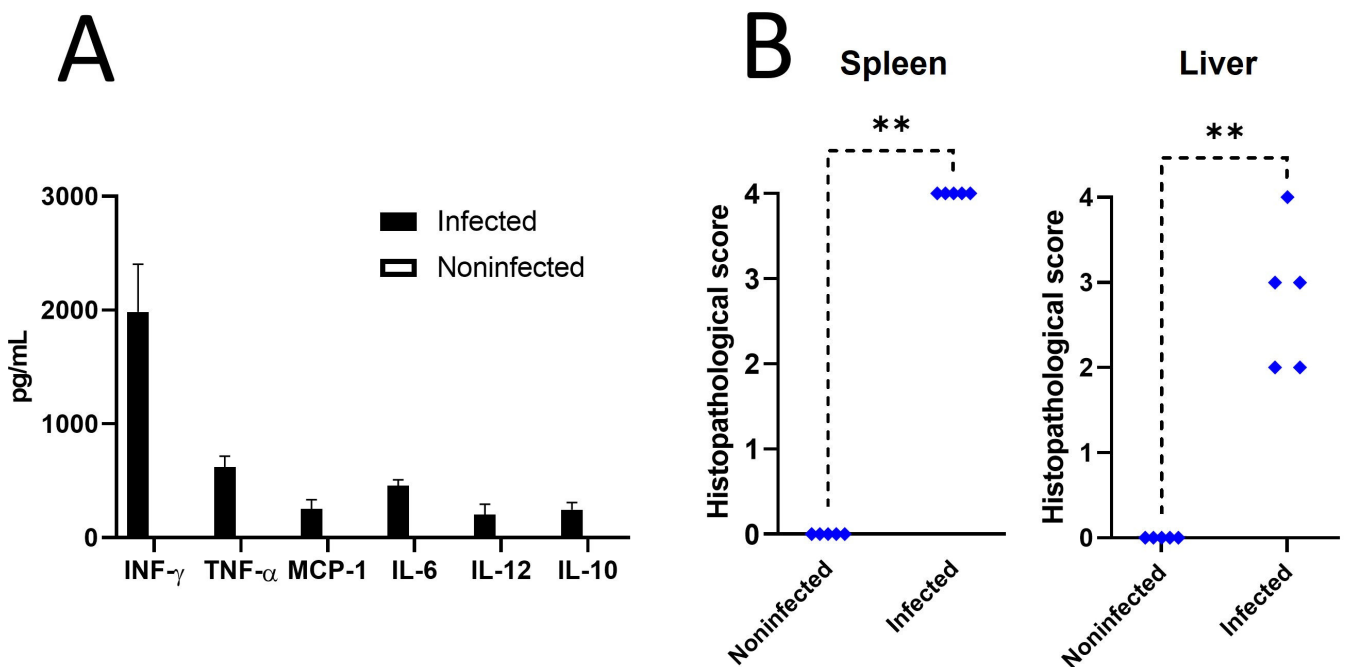 A
3000
2000
1000
0
pg/mL
Infected
Noninfected
INF-γ TNF-α MCP-1 IL-6 IL-12 IL-10
B
Spleen
**
4
3
2
1
0
Histopathological score
Noninfected
Infected
Liver
**
4
3
2
1
0
Histopathological score
Noninfected
Infected